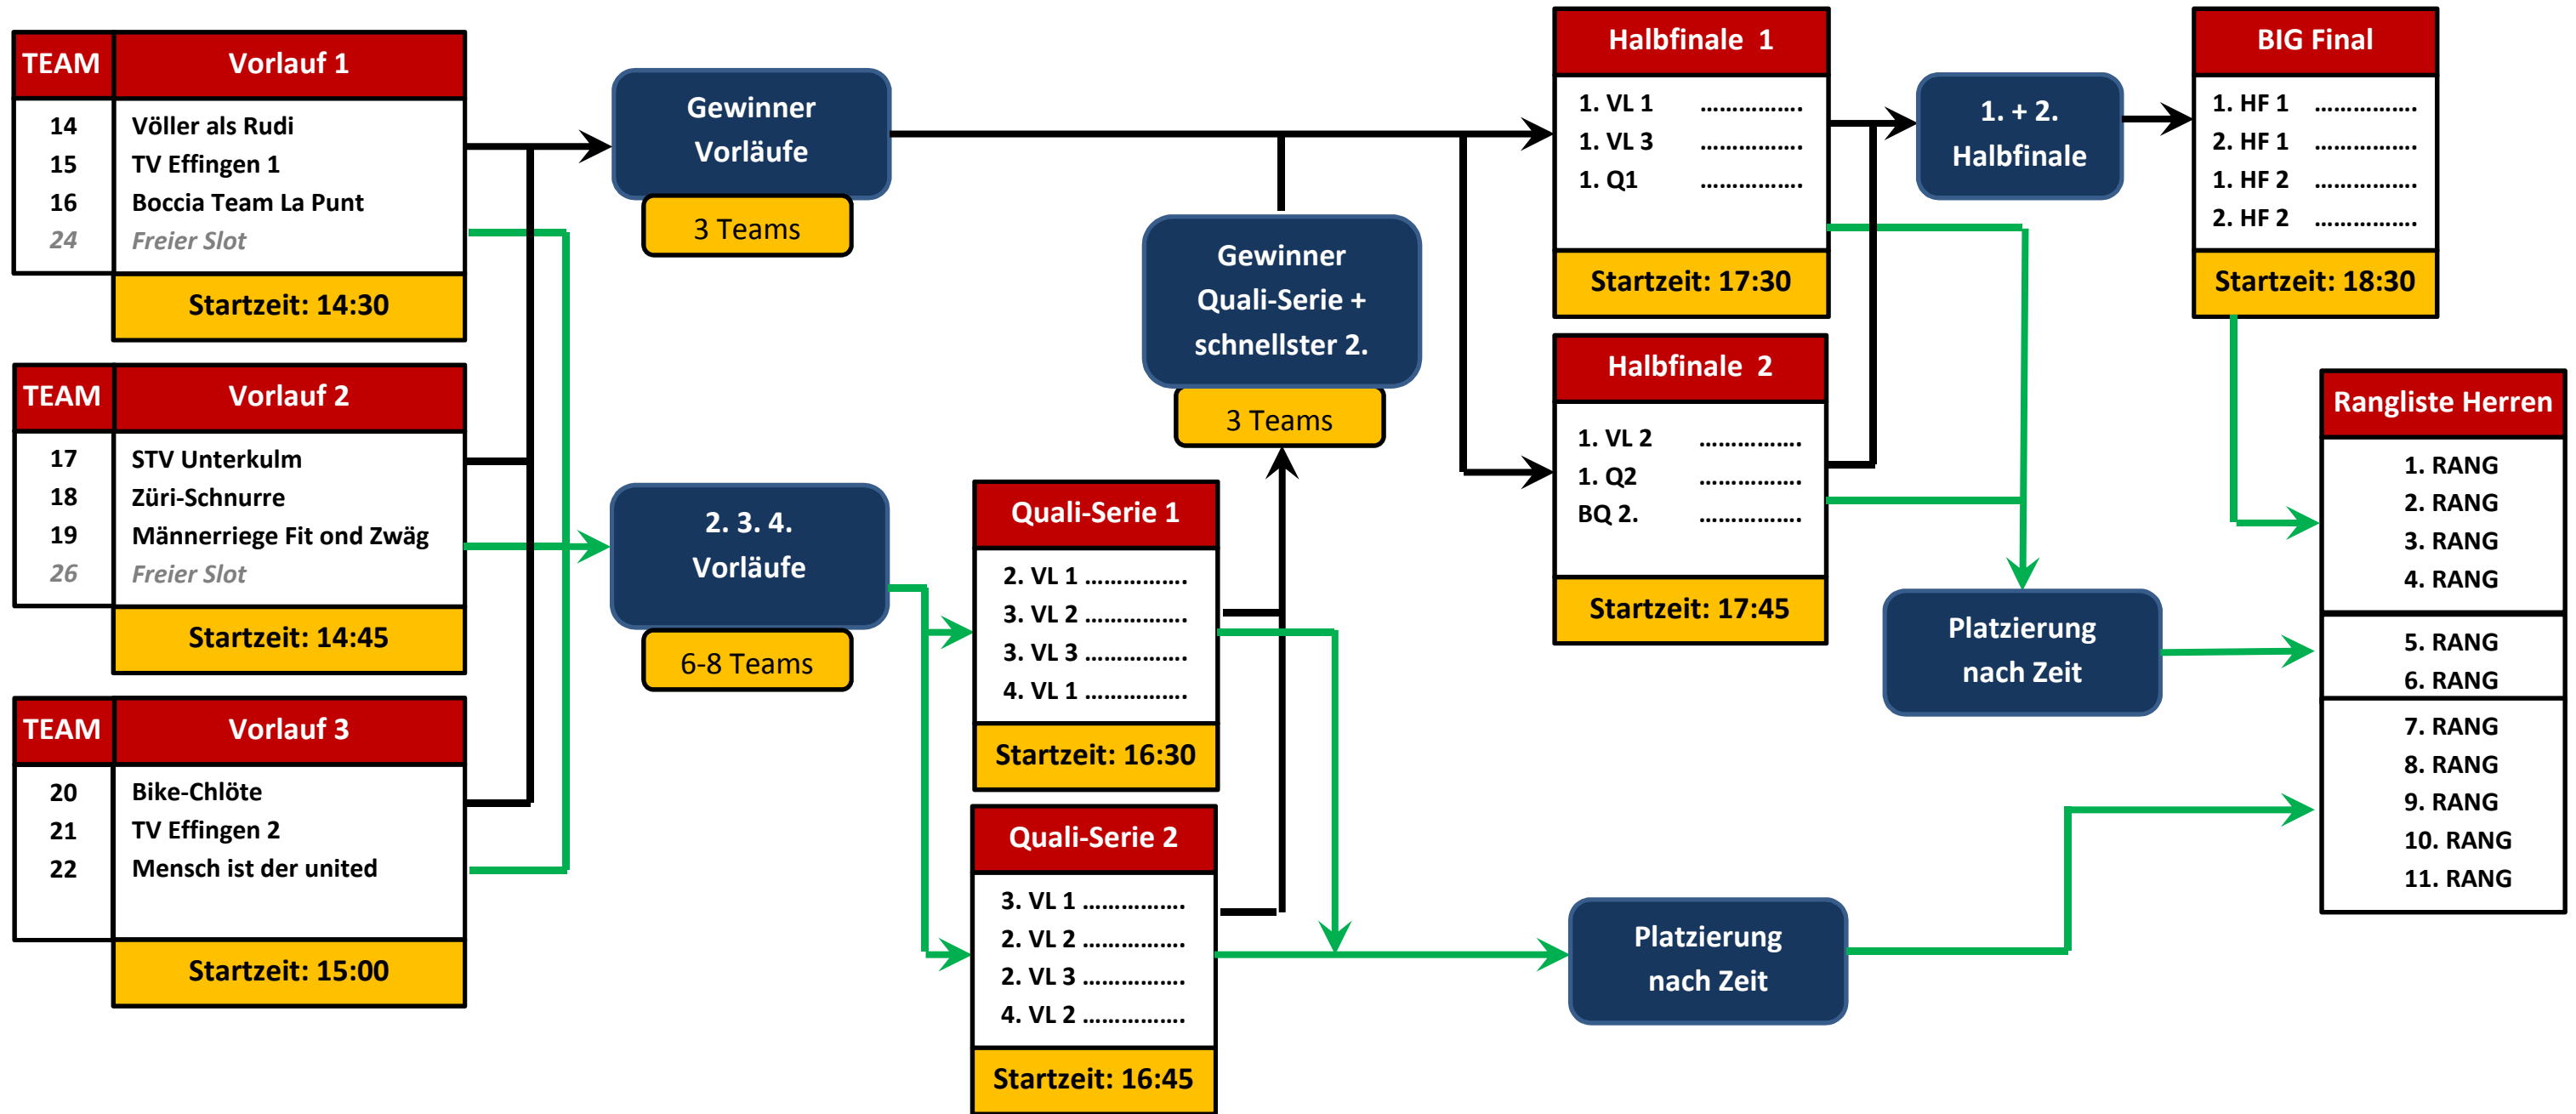 TEAM Vorlauf 1
14 Völler als Rudi
15 TV Effingen 1
16 Boccia Team La Punt
24 Freier Slot
Startzeit: 14:30
TEAM Vorlauf 2
17 STV Unterkulm
18 Züri-Schnurre
19 Männerriege Fit ond Zwäg
26 Freier Slot
Startzeit: 14:45
TEAM Vorlauf 3
20 Bike-Chlöte
21 TV Effingen 2
22 Mensch ist der united
Startzeit: 15:00
Gewinner
Vorläufe
3 Teams
2. 3. 4.
Vorläufe
6-8 Teams
Quali-Serie 1
2. VL 1 ................
3. VL 2 ................
3. VL 3 ................
4. VL 1 ................
Startzeit: 16:30
Quali-Serie 2
3. VL 1 ................
2. VL 2 ................
2. VL 3 ................
4. VL 2 ................
Startzeit: 16:45
Gewinner
Quali-Serie +
schnellster 2.
3 Teams
Halbfinale 1
1. VL 1 ................
1. VL 3 ................
1. Q1 ................
Startzeit: 17:30
Halbfinale 2
1. VL 2 ................
1. Q2 ................
BQ 2. ................
Startzeit: 17:45
1. + 2.
Halbfinale
BIG Final
1. HF 1 ................
2. HF 1 ................
1. HF 2 ................
2. HF 2 ................
Startzeit: 18:30
Platzierung
nach Zeit
Platzierung
nach Zeit
Rangliste Herren
1. RANG
2. RANG
3. RANG
4. RANG
5. RANG
6. RANG
7. RANG
8. RANG
9. RANG
10. RANG
11. RANG